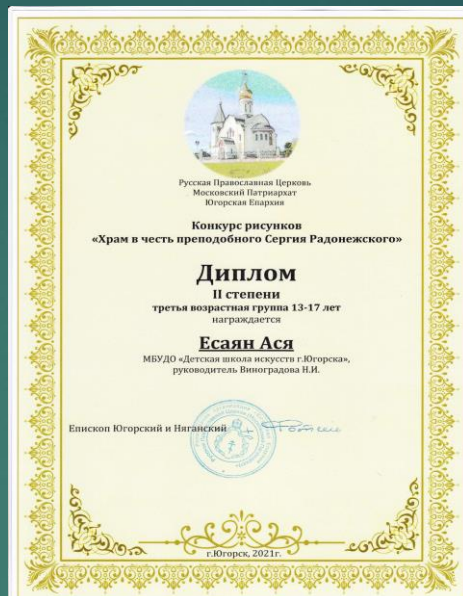 Русская Православная Церковь
Московский Патриархат
Югорская Епархия
Конкурс рисунков
«Храм в честь преподобного Сергия Радонежского»
Диплом
II степени
третья возрастная группа 13-17 лет
награждается
Есаян Ася
МБУДО «Детская школа искусств г.Югорска»,
руководитель Виноградова Н.И.
Епископ Югорский и Няганский
г.Югорск, 2021г.